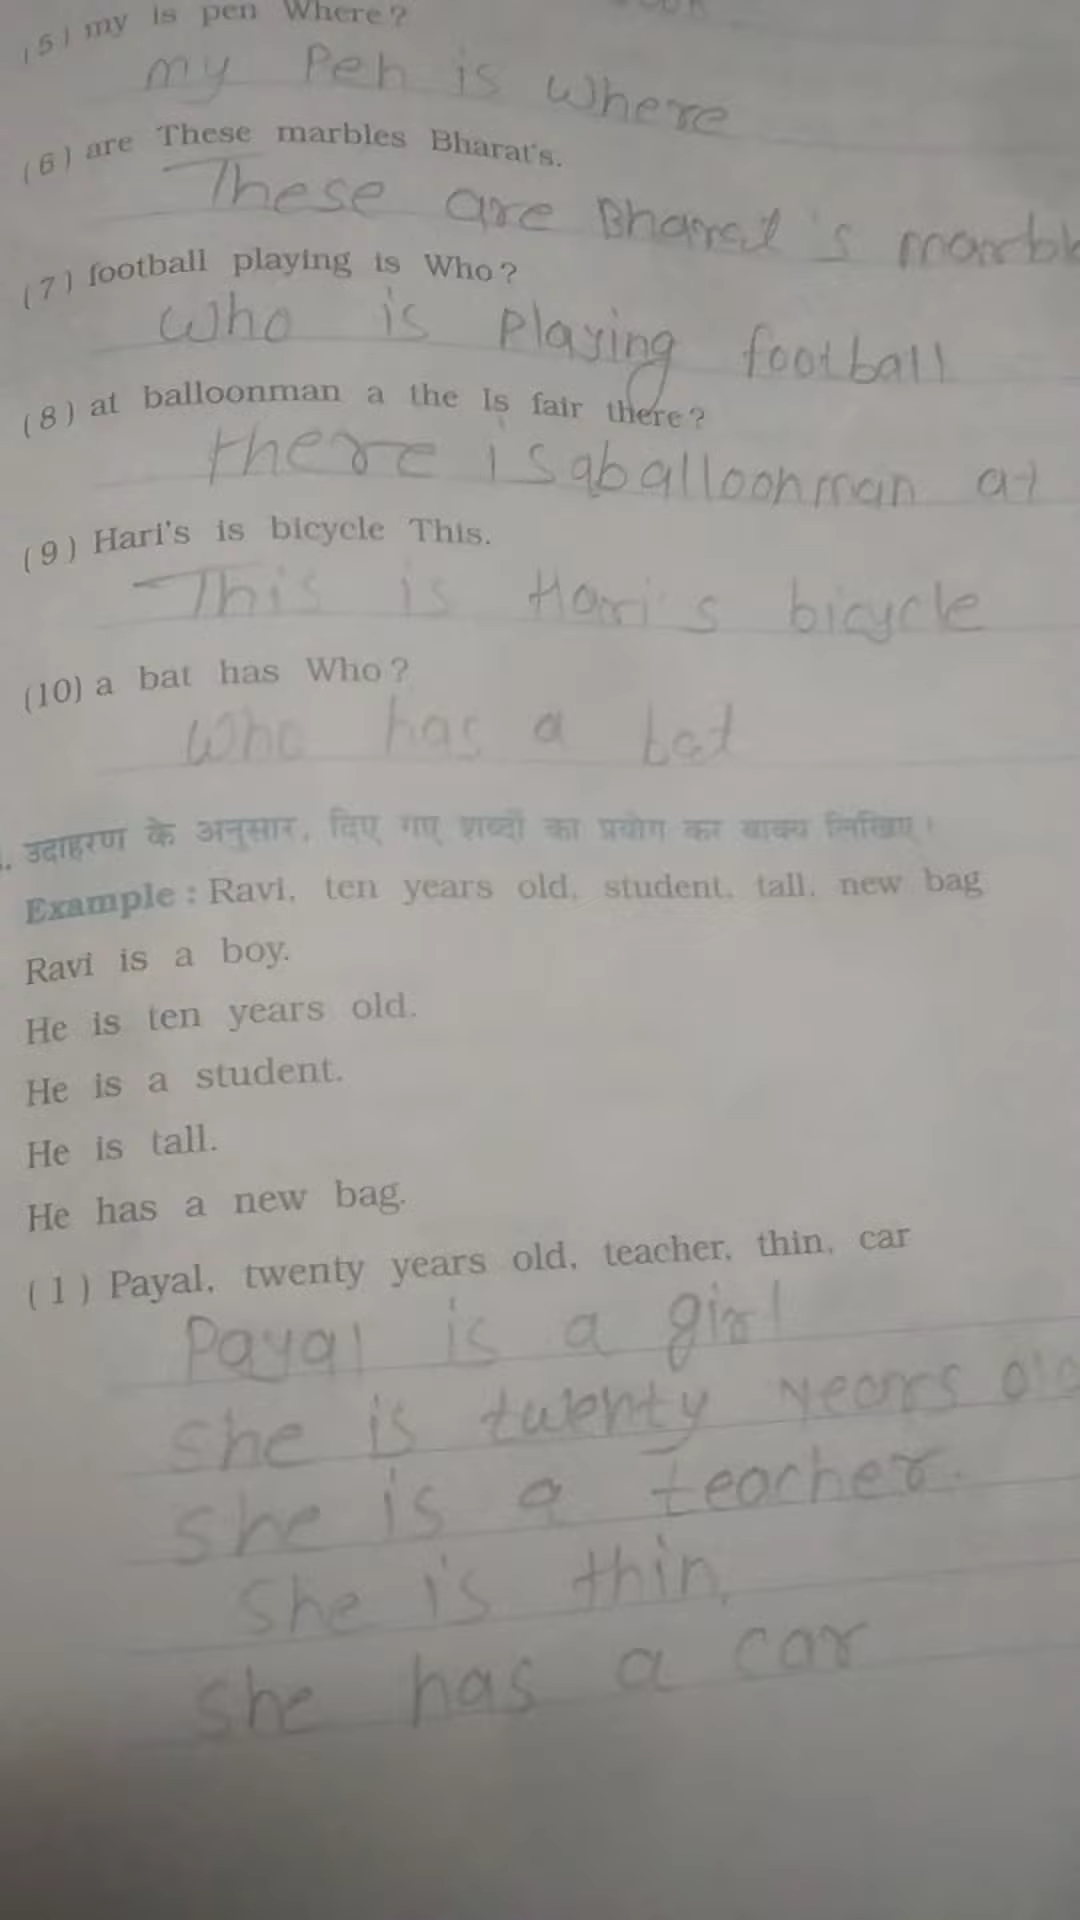 (5) my is pen Where?
my Pen is where
(6) are These marbles Bharat's.
These are Bharat's marbl
(7) football playing is Who?
Who is Playing football
(8) at balloonman a the Is fair there?
there is a balloonman at
(9) Hari's is bicycle This.
This is Hari's bicycle
(10) a bat has Who?
Who has a bat
उदाहरण के अनुसार, दिए गए शब्दों का प्रयोग कर वाक्य लिखिए।
Example : Ravi, ten years old, student, tall, new bag
Ravi is a boy.
He is ten years old.
He is a student.
He is tall.
He has a new bag.
(1) Payal, twenty years old, teacher, thin, car
Payal is a girl
she is twenty years old
she is a teacher.
she is thin,
she has a car